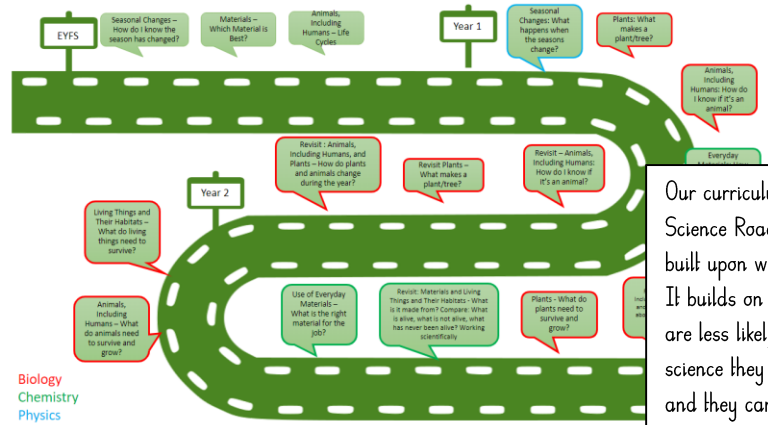 EYFS
Seasonal Changes –
How do I know the
season has changed?
Materials –
Which Material is
Best?
Animals,
Including
Humans – Life
Cycles
Year 1
Seasonal
Changes: What
happens when
the seasons
change?
Plants: What
makes a
plant/tree?
Animals,
Including
Humans: How do
I know if it's an
animal?
Everyday
Revisit – Animals,
Including Humans:
How do I know if
it's an animal?
Revisit Plants –
What makes a
plant/tree?
Revisit : Animals,
Including Humans, and
Plants – How do plants
and animals change
during the year?
Year 2
Living Things and
Their Habitats –
What do living
things need to
survive?
Animals,
Including
Humans – What
do animals need
to survive and
grow?
Use of Everyday
Materials –
What is the right
material for the
job?
Revisit: Materials and Living
Things and Their Habitats - What
is it made from? Compare: What
is alive, what is not alive, what
has never been alive? Working
scientifically
Plants - What do
plants need to
survive and
grow?
Our
Science
built upon
It builds on
are less
science they
and they
Biology
Chemistry
Physics